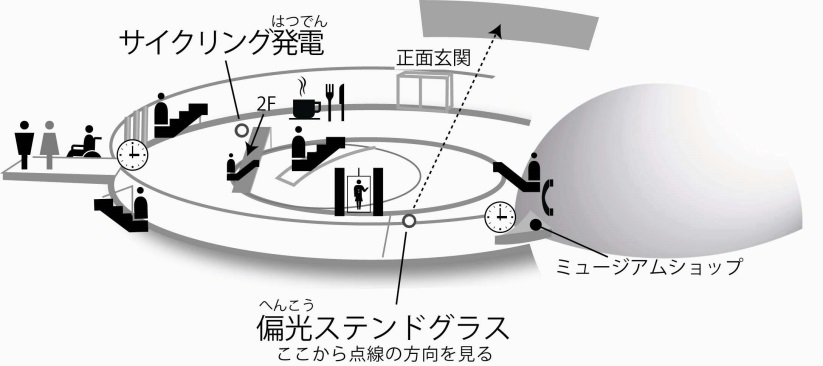 はつでん
サイクリング発電
正面玄関
2F
ミュージアムショップ
へんこう
偏光ステンドグラス
ここから点線の方向を見る